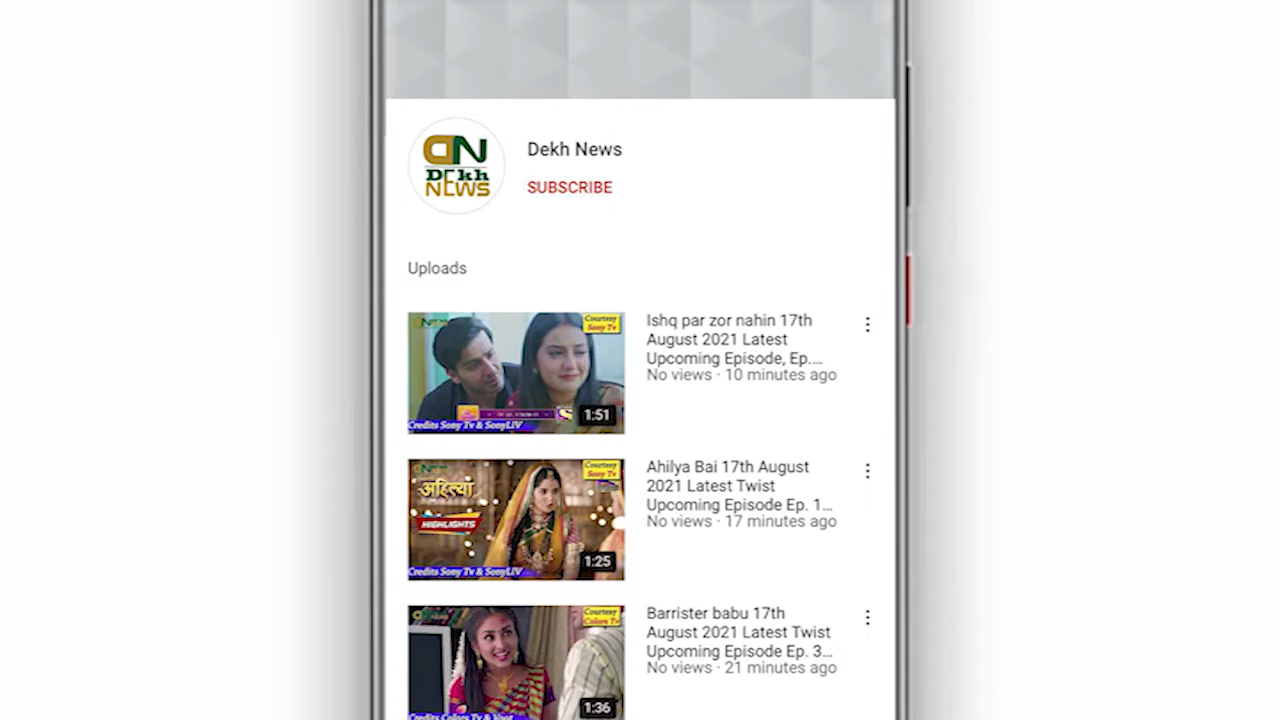 DN
Dekh
NEWS
Dekh News
SUBSCRIBE
Uploads
Courtesy
Sony Tv
Credits Sony Tv & SonyLIV
1:51
Ishq par zor nahin 17th
August 2021 Latest
Upcoming Episode, Ep....
No views · 10 minutes ago
Courtesy
Sony Tv
अहिल्या
HIGHLIGHTS
Credits Sony Tv & SonyLIV
1:25
Ahilya Bai 17th August
2021 Latest Twist
Upcoming Episode Ep. 1...
No views · 17 minutes ago
Courtesy
Colors Tv
Credits Colors Tv & Voot
1:36
Barrister babu 17th
August 2021 Latest Twist
Upcoming Episode Ep. 3...
No views · 21 minutes ago